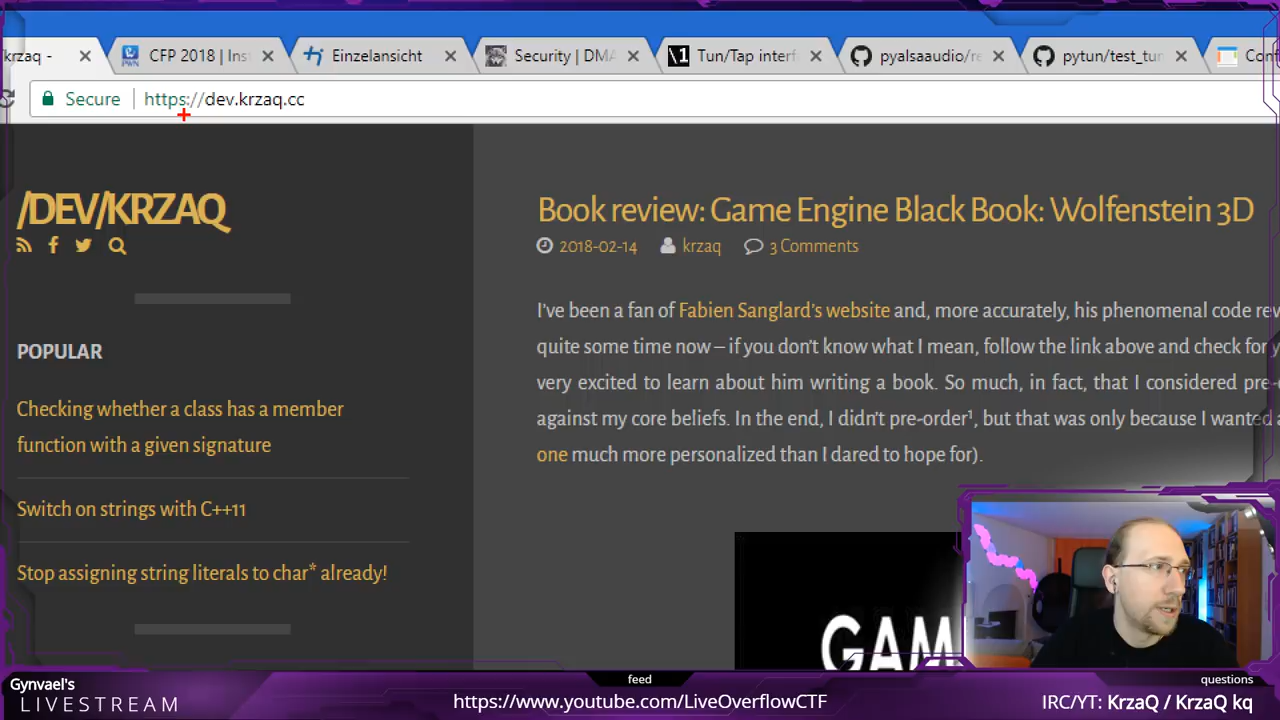 krzaq -
CFP 2018 | Ins
Einzelansicht
Security | DMA
\1
Tun/Tap interf
pyalsaaudio/re
pytun/test_tun
Con
PWN
Secure
https://dev.krzaq.cc
/DEV/KRZAQ
POPULAR
Checking whether a class has a member
function with a given signature
Switch on strings with C++11
Stop assigning string literals to char* already!
Book review: Game Engine Black Book: Wolfenstein 3D
2018-02-14 krzaq 3 Comments
I've been a fan of Fabien Sanglard's website and, more accurately, his phenomenal code rev
quite some time now – if you don't know what I mean, follow the link above and check for y
very excited to learn about him writing a book. So much, in fact, that I considered pre-
against my core beliefs. In the end, I didn't pre-order¹, but that was only because I wanted a
one much more personalized than I dared to hope for).
GAM
Gynvael's
LIVESTREAM
feed
https://www.youtube.com/LiveOverflowCTF
questions
IRC/YT: KrzaQ / KrzaQ kq